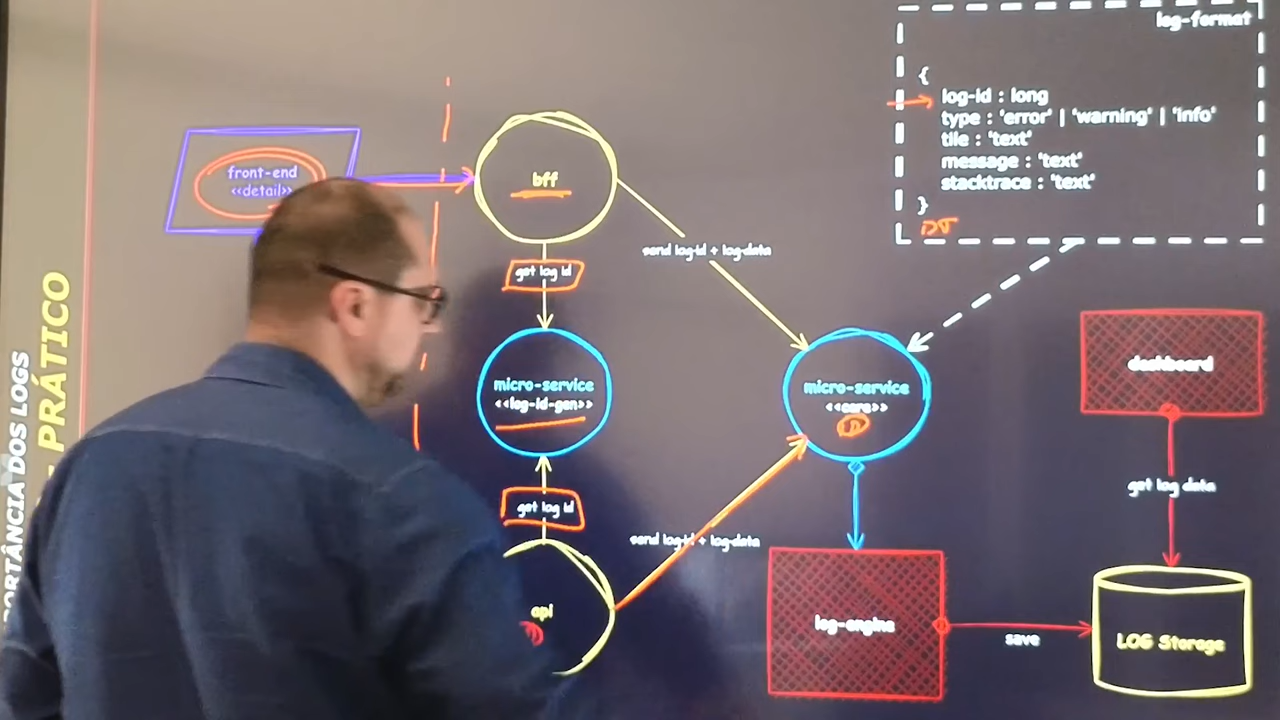 log-format
{
log-id : long
type : 'error' | 'warning' | 'info'
tile : 'text'
message : 'text'
stacktrace : 'text'
}
front-end
<<detail>>
bff
send log-id + log-data
get log id
micro-service
<<log-id-gen>>
micro-service
<<core>>
dashboard
get log data
get log id
send log-id + log-data
api
log-engine
save
LOG Storage
PORTÂNCIA DOS LOGS
PRÁTICO